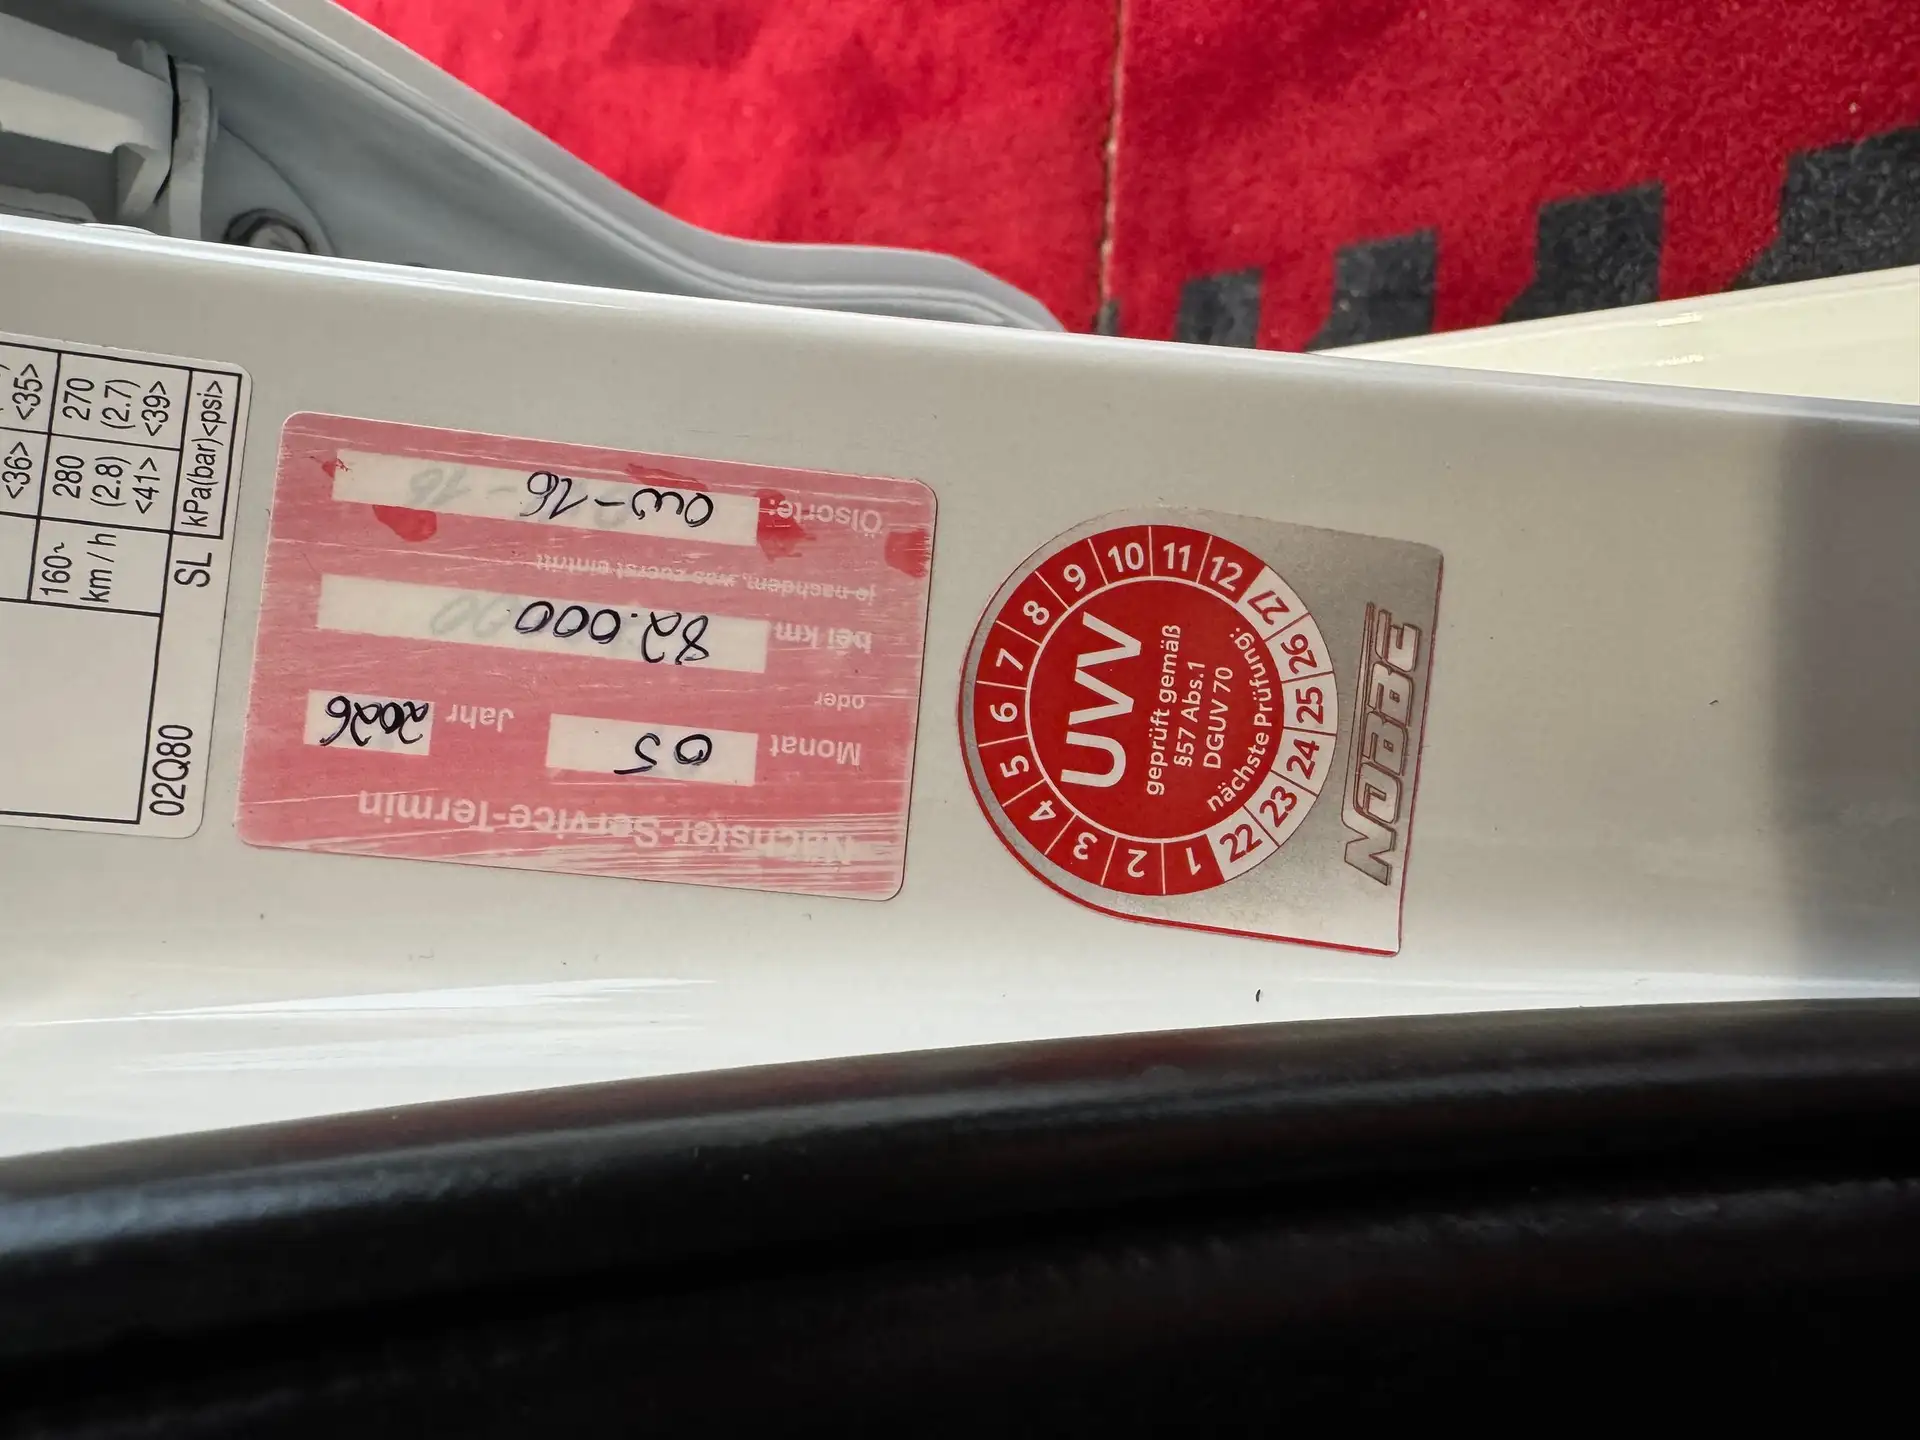 <35>
270
(2.7)
<39>
<36>
280
(2.8)
<41>
160~
km/h
kPa(bar)<psi>
SL
02Q80
Nächster-Service-Termin
Monat 05 Jahr 2026
oder
bei km 82.000
je nachdem, was zuerst eintritt
Ölsorte: 0W-16
UVV
geprüft gemäß
§57 Abs.1
DGUV 70
nächste Prüfung:
1 2 3 4 5 6 7 8 9 10 11 12
22 23 24 25 26 27
NOBBE